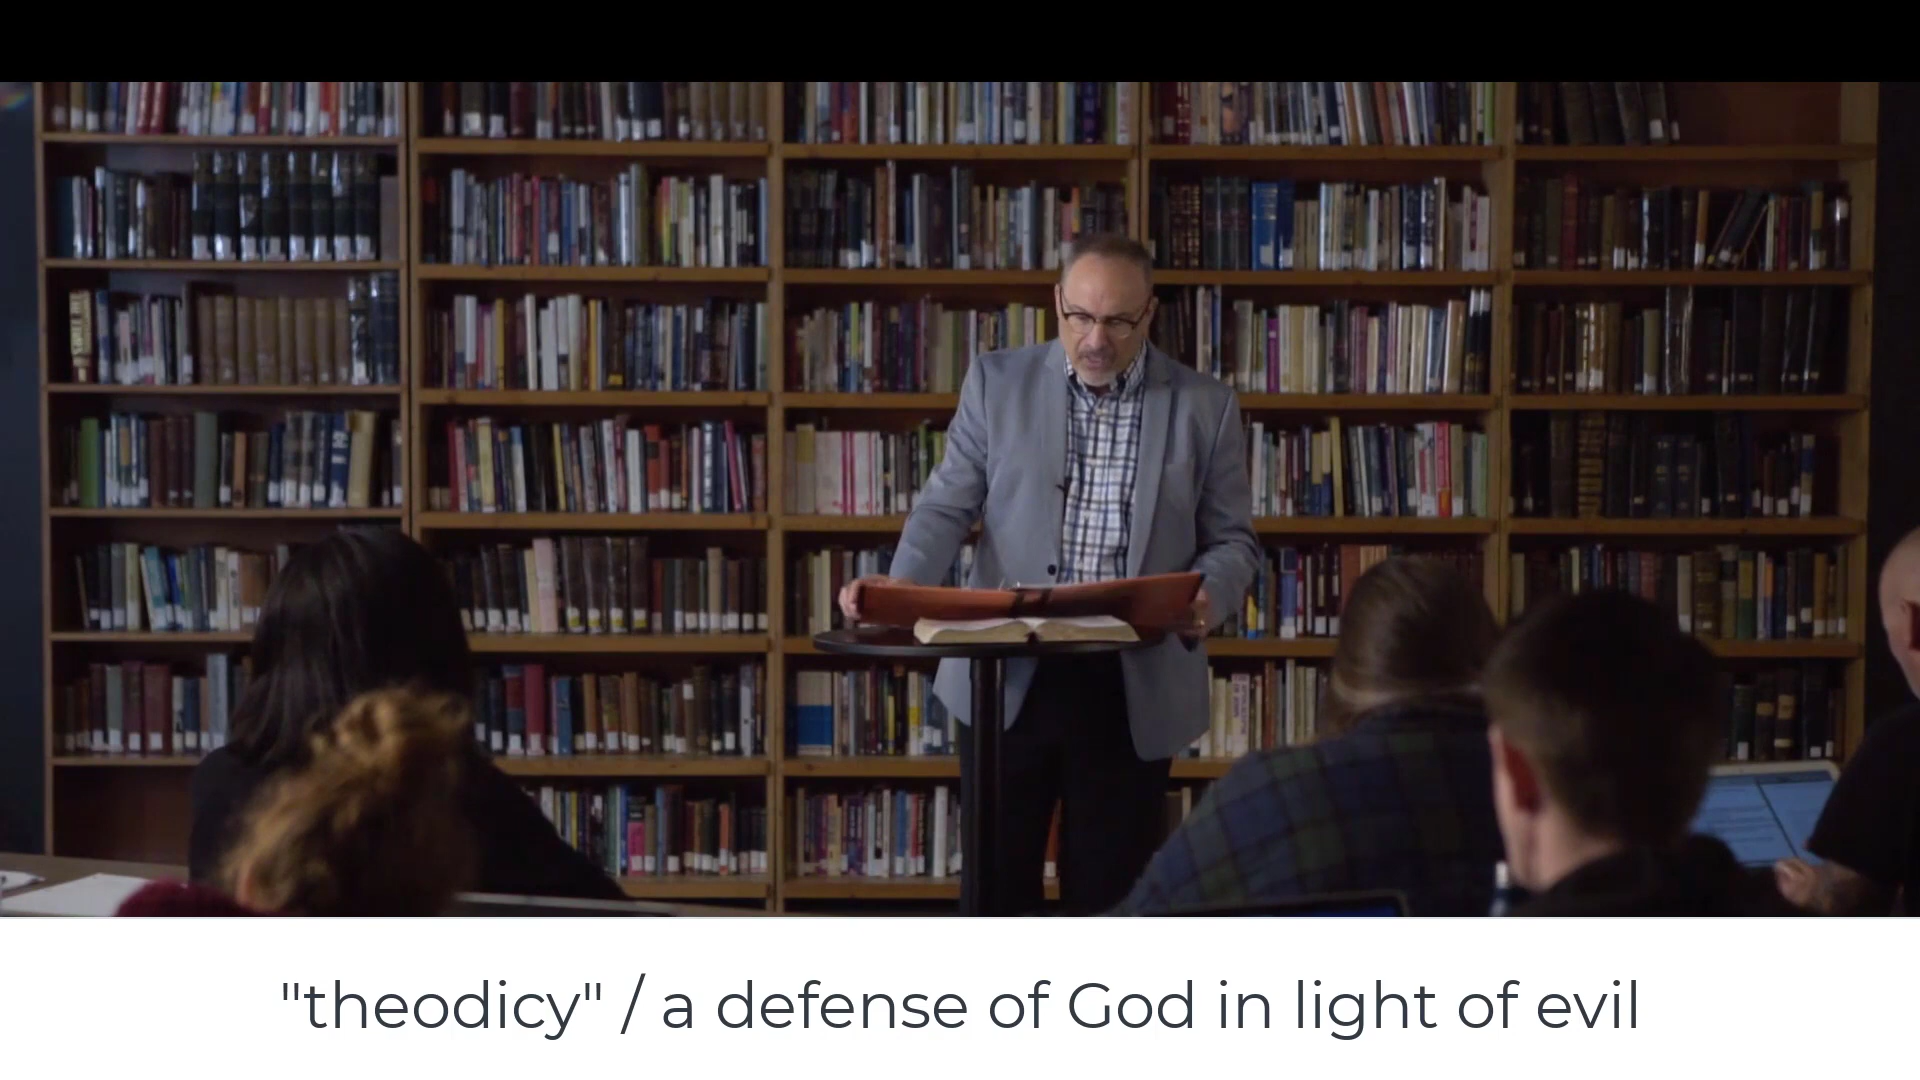 "theodicy" / a defense of God in light of evil